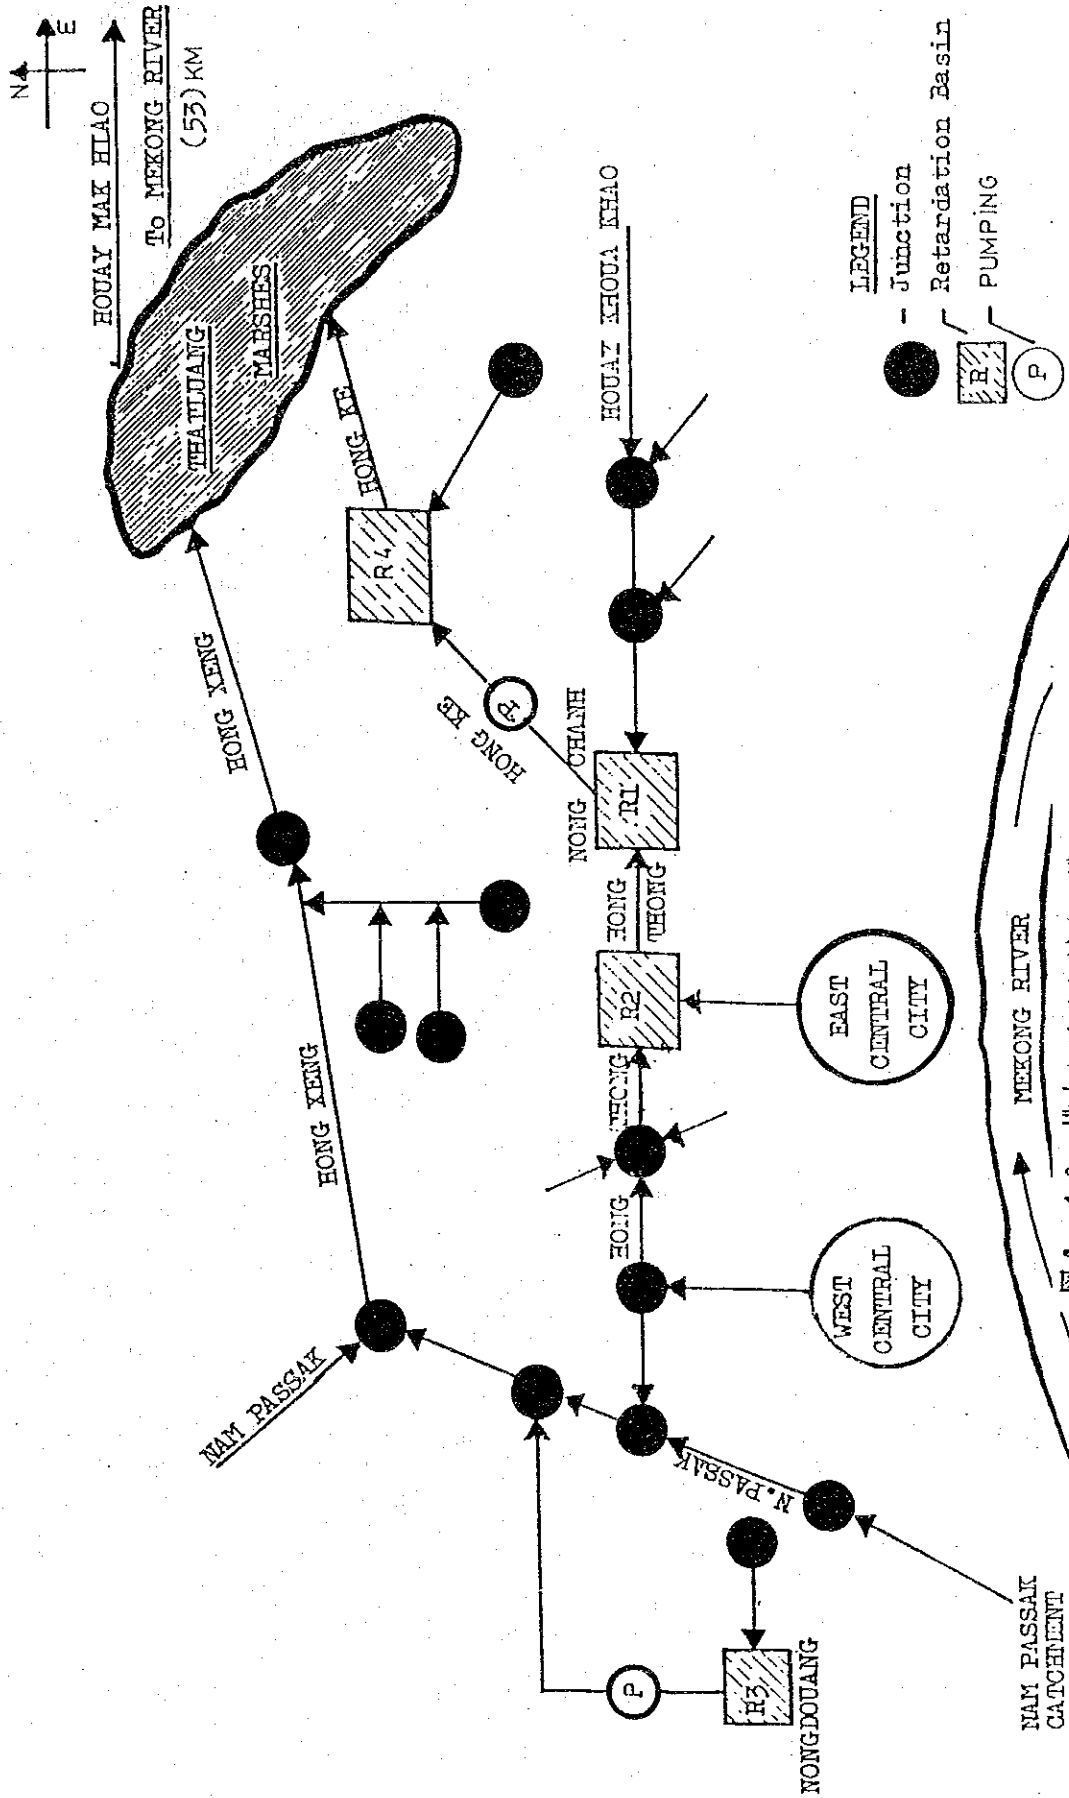 N
E
HOUAY MAK HIAO
To MEKONG RIVER
(53) KM
THATLUANG
MARSHES
HONG XENG
HONG KE
R4
HONG XENG
HONG KE
P
NAM PASSAK
NONG CHANH
HOUAY KHOUA KHAO
R1
HONG
THONG
R2
HONG THONG
N. PASSAK
P
R3
NONGDOUANG
WEST
CENTRAL
CITY
EAST
CENTRAL
CITY
NAM PASSAK
CATCHMENT
MEKONG RIVER
LEGEND
- Junction
R
Retardation Basin
P
PUMPING